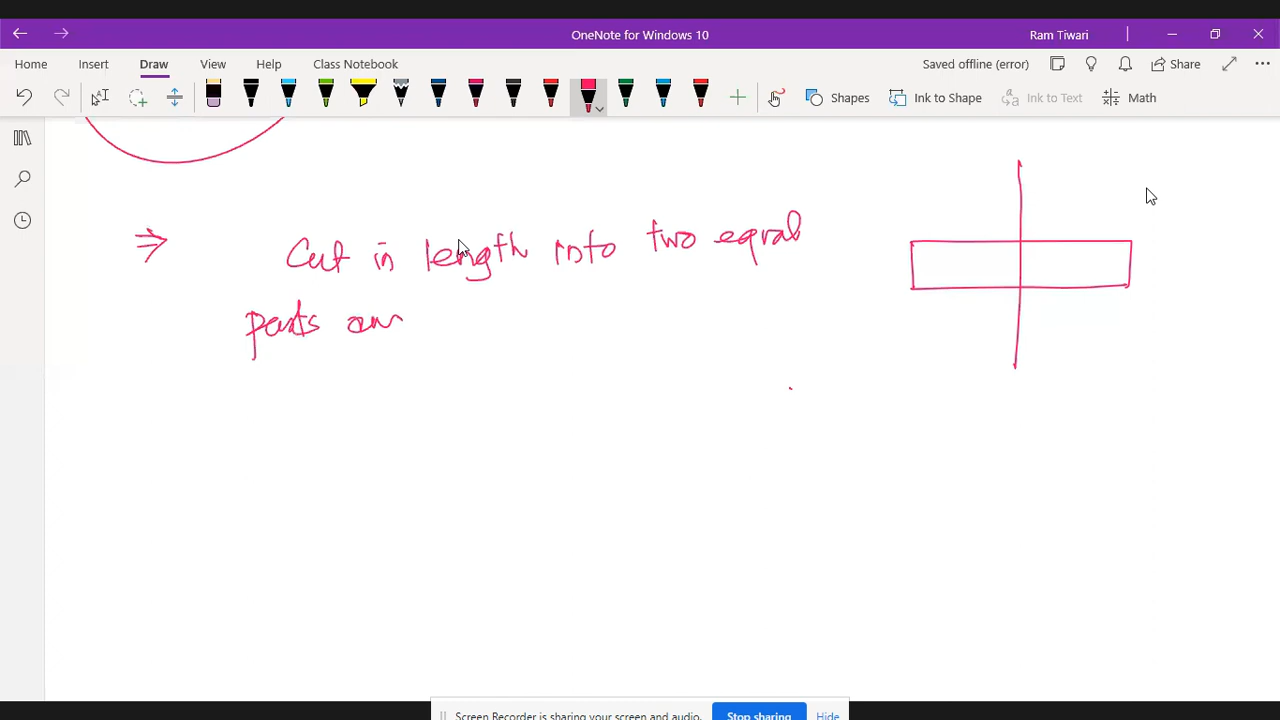 OneNote for Windows 10
Ram Tiwari
Home Insert Draw View Help Class Notebook
Saved offline (error) Share
Shapes Ink to Shape Ink to Text Math
Cut in length into two equal
parts an
Screen Recorder is sharing your screen and audio. Stop sharing Hide